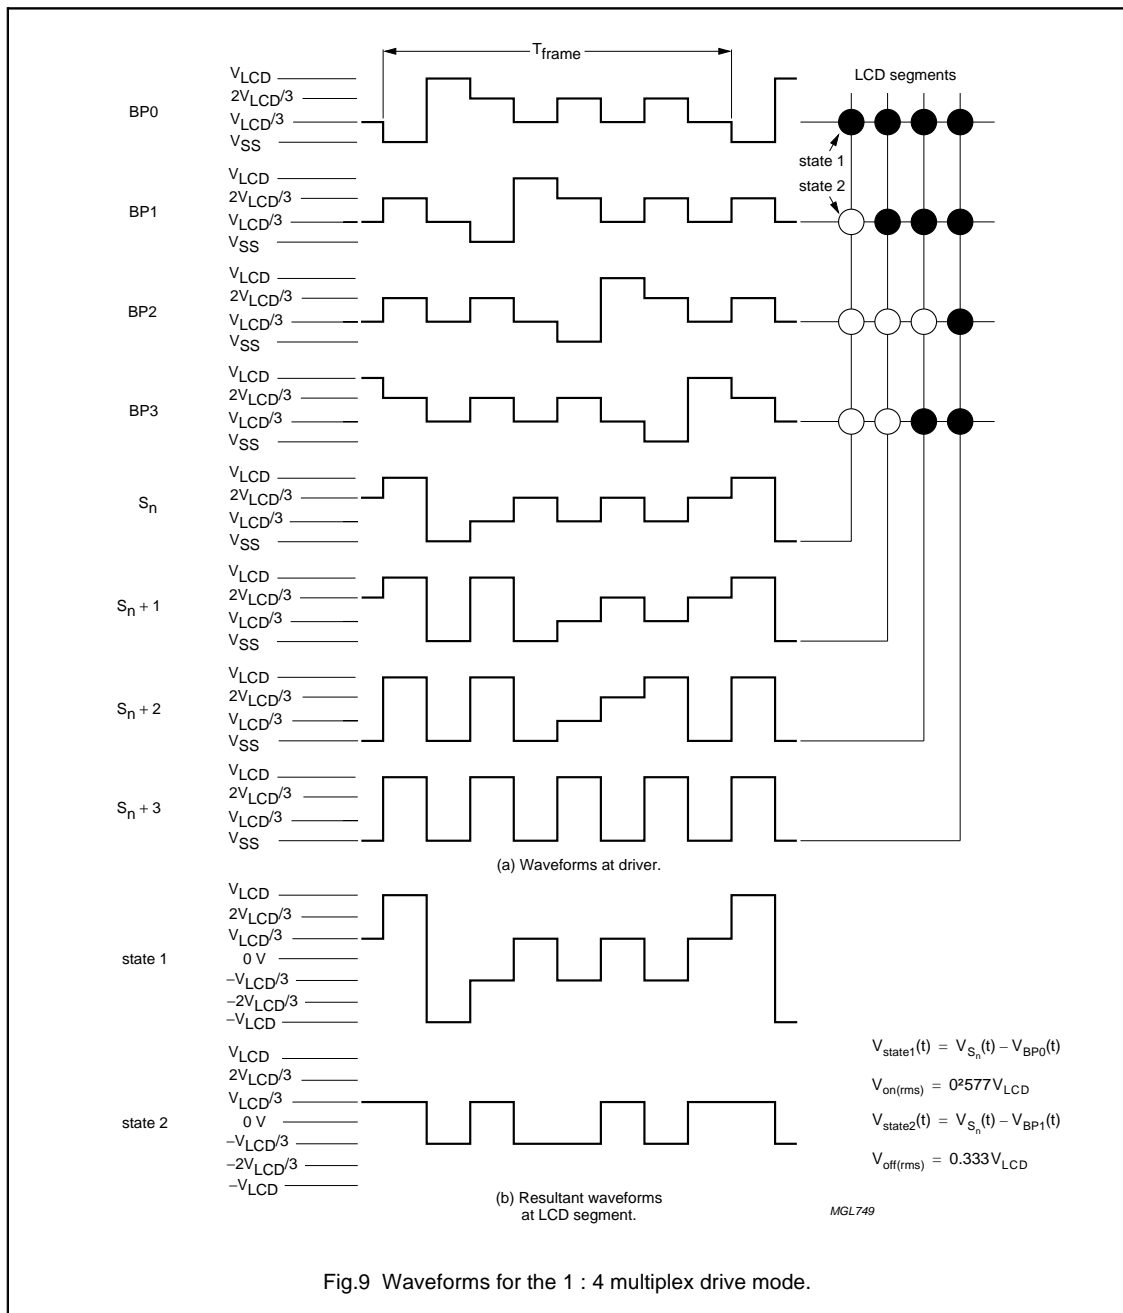 Tframe
VLCD
2VLCD/3
BP0
VLCD/3
VSS
LCD segments
state 1
state 2
VLCD
2VLCD/3
BP1
VLCD/3
VSS
VLCD
2VLCD/3
BP2
VLCD/3
VSS
VLCD
2VLCD/3
BP3
VLCD/3
VSS
VLCD
2VLCD/3
Sn
VLCD/3
VSS
VLCD
2VLCD/3
Sn + 1
VLCD/3
VSS
VLCD
2VLCD/3
Sn + 2
VLCD/3
VSS
VLCD
2VLCD/3
Sn + 3
VLCD/3
VSS
(a) Waveforms at driver.
VLCD
2VLCD/3
VLCD/3
state 1
0 V
−VLCD/3
−2VLCD/3
−VLCD
VLCD
2VLCD/3
VLCD/3
state 2
0 V
−VLCD/3
−2VLCD/3
−VLCD
Vstate1(t) = VSn(t) − VBP0(t)
Von(rms) = 0²577VLCD
Vstate2(t) = VSn(t) − VBP1(t)
Voff(rms) = 0.333VLCD
(b) Resultant waveforms
at LCD segment.
MGL749
Fig.9 Waveforms for the 1 : 4 multiplex drive mode.